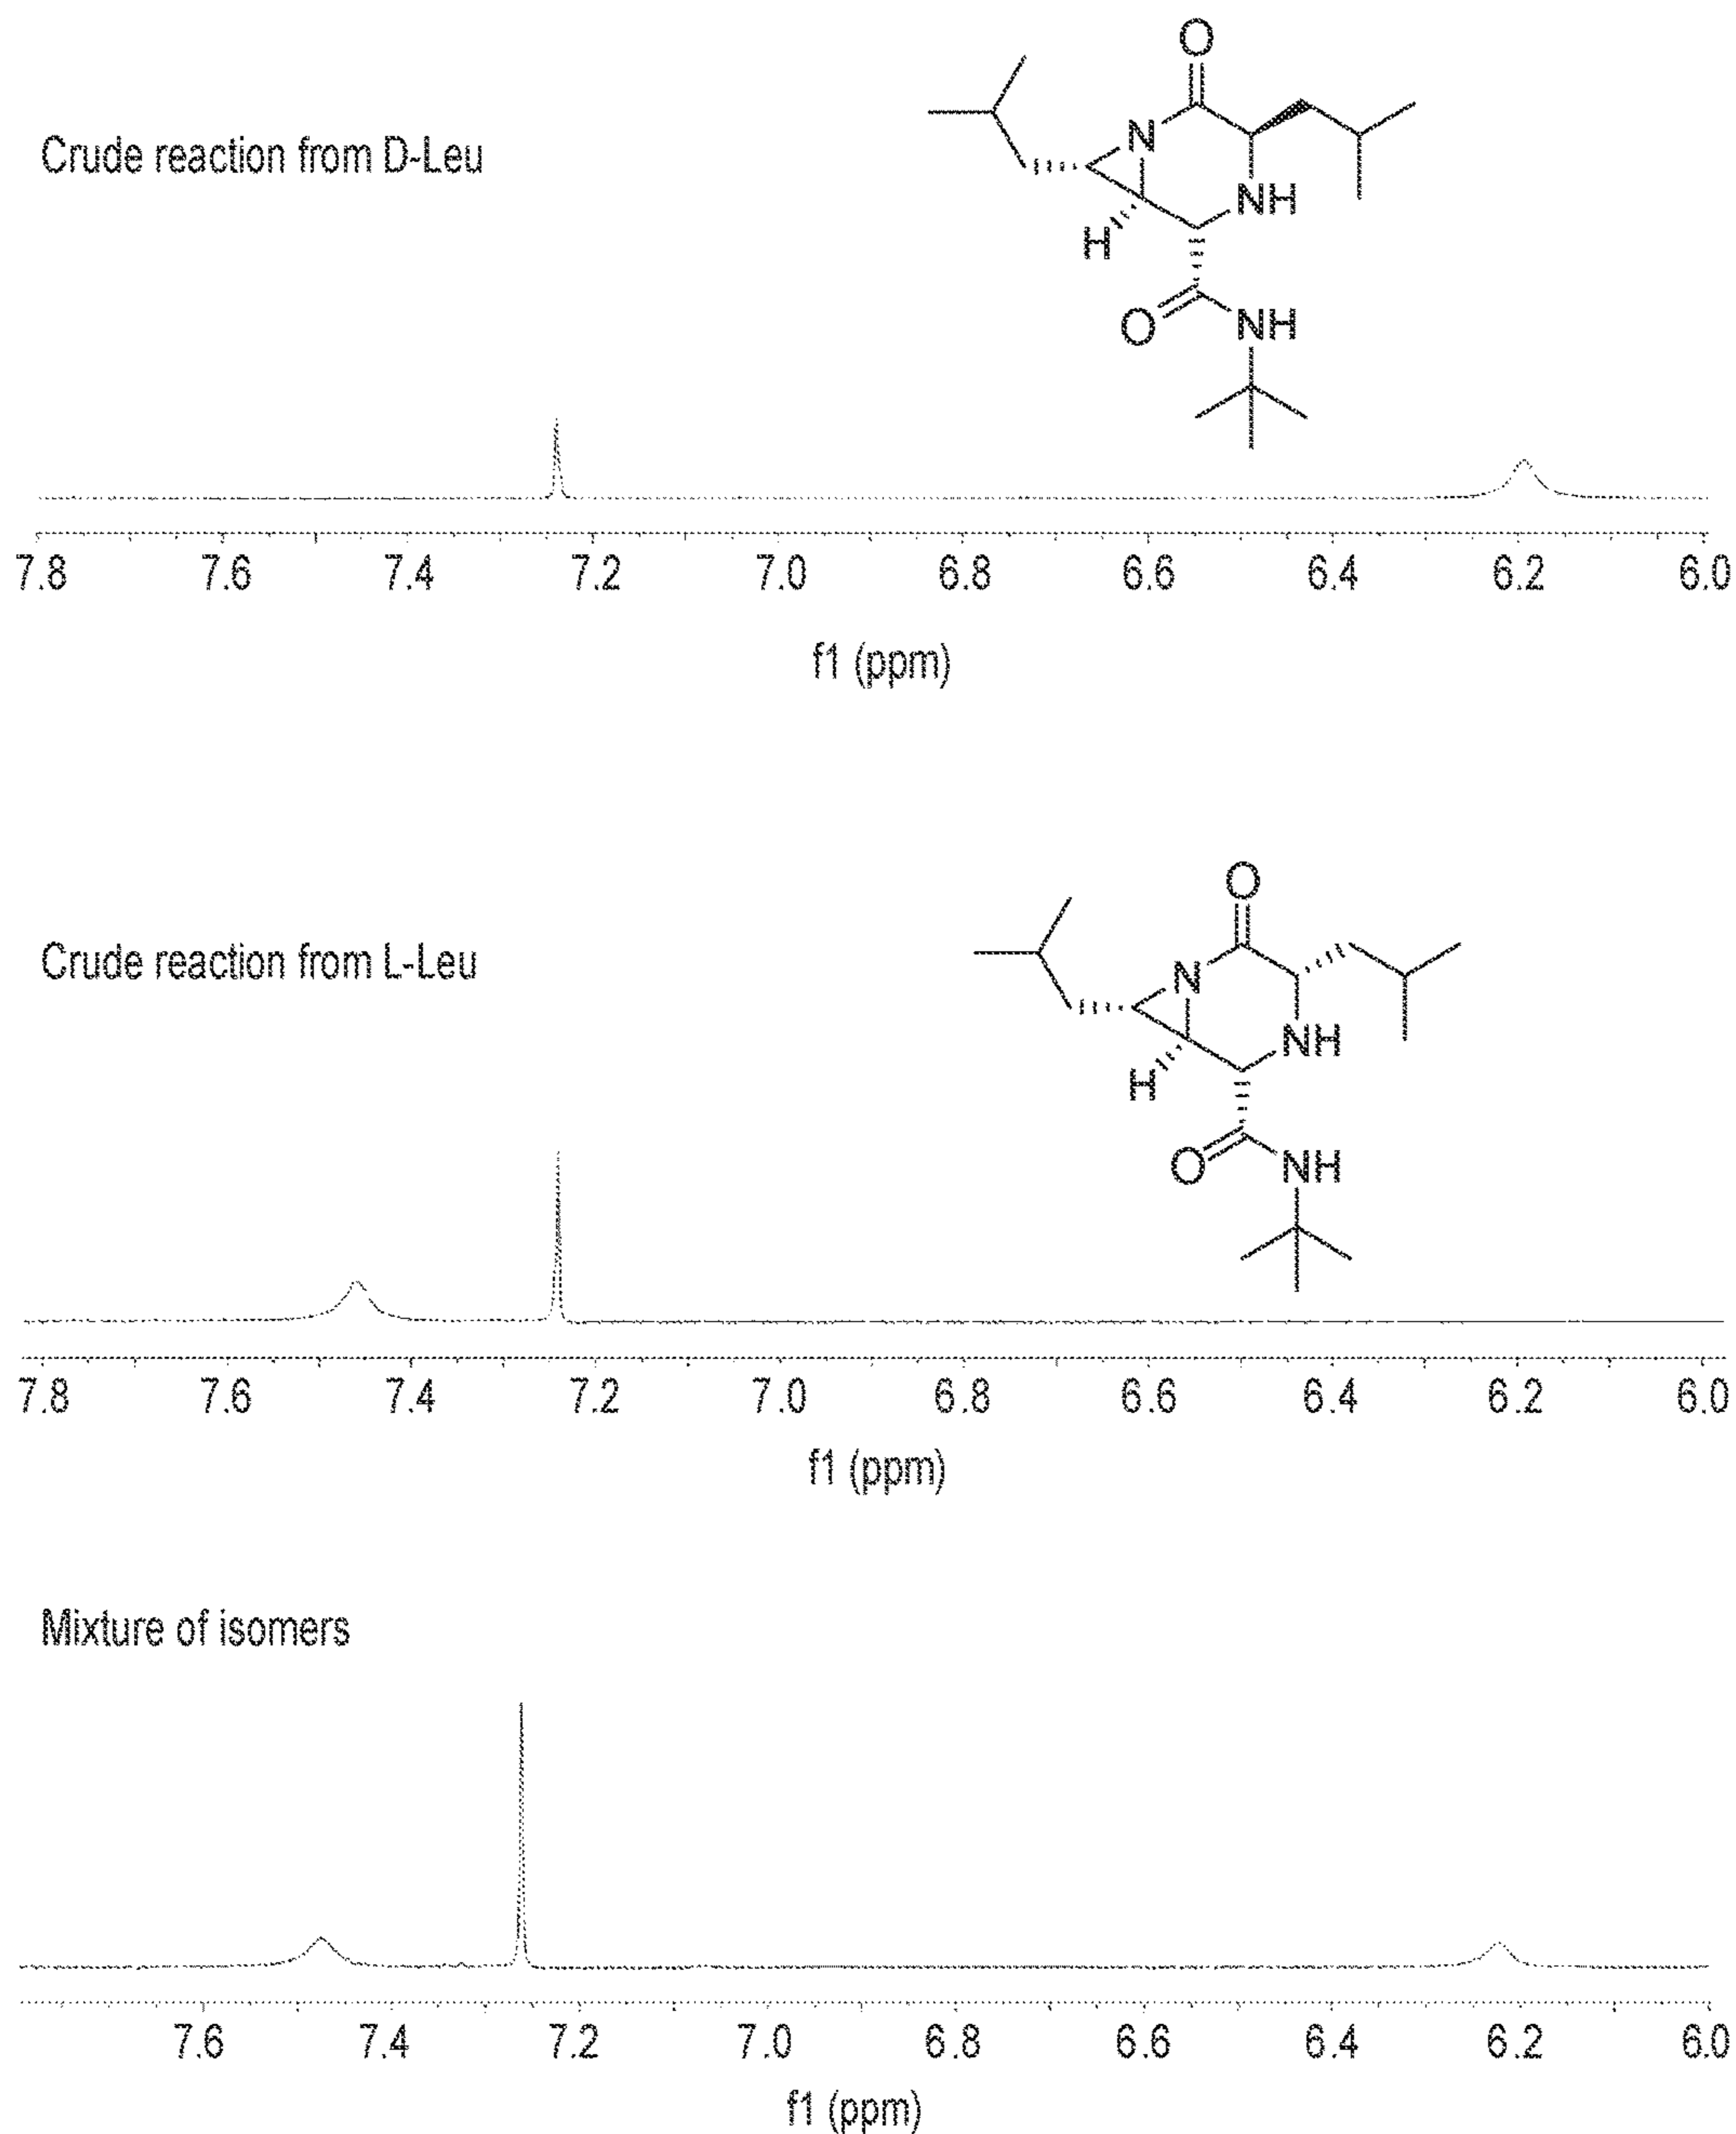 O
N
Crude reaction from D-Leu
NH
H
O
NH
7.8 7.6 7.4 7.2 7.0 6.8 6.6 6.4 6.2 6.0
f1 (ppm)
O
Crude reaction from L-Leu
N
NH
H
O
NH
7.8 7.6 7.4 7.2 7.0 6.8 6.6 6.4 6.2 6.0
f1 (ppm)
Mixture of isomers
7.6 7.4 7.2 7.0 6.8 6.6 6.4 6.2 6.0
f1 (ppm)